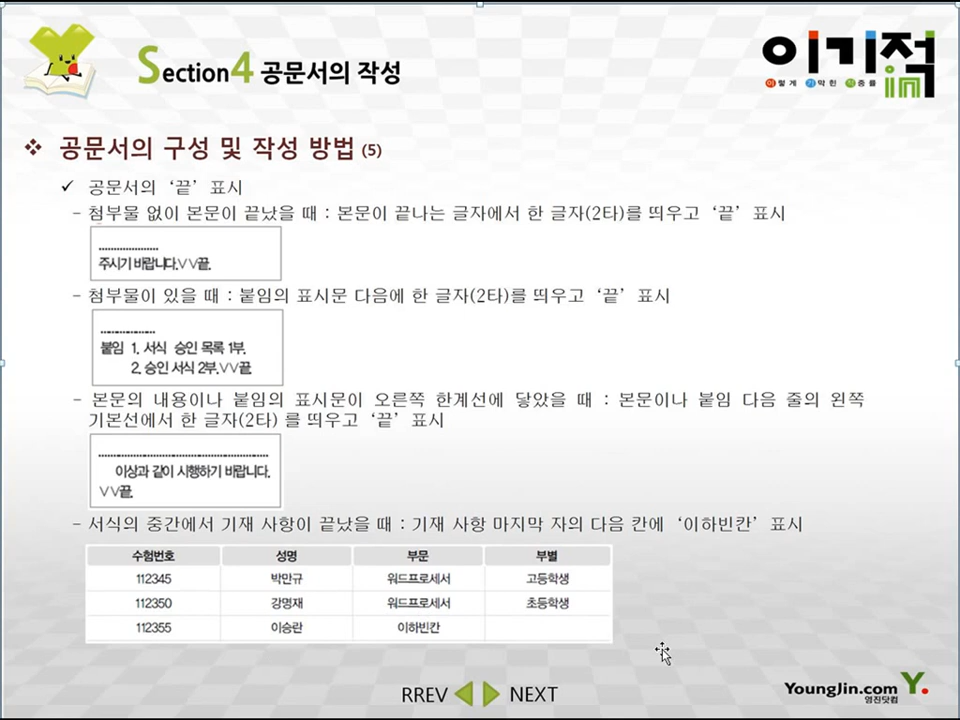 Section4 공문서의 작성
이기적in
이렇게 기막힌 적중률
❖ 공문서의 구성 및 작성 방법 (5)
✓ 공문서의 ‘끝’ 표시
- 첨부물 없이 본문이 끝났을 때 : 본문이 끝나는 글자에서 한 글자(2타)를 띄우고 ‘끝’ 표시
....................
주시기 바랍니다.∨∨끝.
- 첨부물이 있을 때 : 붙임의 표시문 다음에 한 글자(2타)를 띄우고 ‘끝’ 표시
....................
붙임 1. 서식 승인 목록 1부.
2. 승인 서식 2부.∨∨끝.
- 본문의 내용이나 붙임의 표시문이 오른쪽 한계선에 닿았을 때 : 본문이나 붙임 다음 줄의 왼쪽
기본선에서 한 글자(2타) 를 띄우고 ‘끝’ 표시
........................................................
이상과 같이 시행하기 바랍니다.
∨∨끝.
- 서식의 중간에서 기재 사항이 끝났을 때 : 기재 사항 마지막 자의 다음 칸에 ‘이하빈칸’ 표시
수험번호 성명 부문 부별
112345 박만규 워드프로세서 고등학생
112350 강명재 워드프로세서 초등학생
112355 이승란 이하빈칸
RREV NEXT
YoungJin.com Y.
영진닷컴